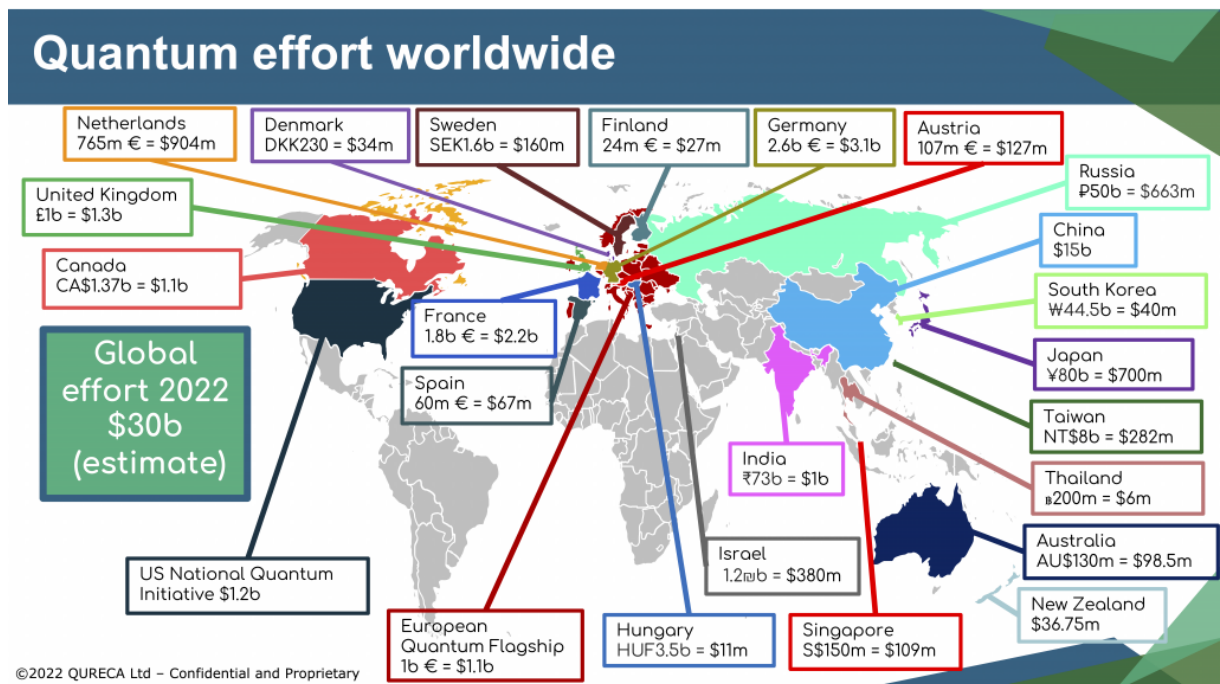 Quantum effort worldwide
Netherlands
765m € = $904m
Denmark
DKK230 = $34m
Sweden
SEK1.6b = $160m
Finland
24m € = $27m
Germany
2.6b € = $3.1b
Austria
107m € = $127m
Russia
₽50b = $663m
United Kingdom
£1b = $1.3b
China
$15b
Canada
CA$1.37b = $1.1b
South Korea
₩44.5b = $40m
France
1.8b € = $2.2b
Japan
¥80b = $700m
Global
effort 2022
$30b
(estimate)
Spain
60m € = $67m
Taiwan
NT$8b = $282m
India
₹73b = $1b
Thailand
฿200m = $6m
Australia
AU$130m = $98.5m
Israel
1.2₪b = $380m
US National Quantum
Initiative $1.2b
New Zealand
$36.75m
European
Quantum Flagship
1b € = $1.1b
Hungary
HUF3.5b = $11m
Singapore
S$150m = $109m
©2022 QURECA Ltd – Confidential and Proprietary